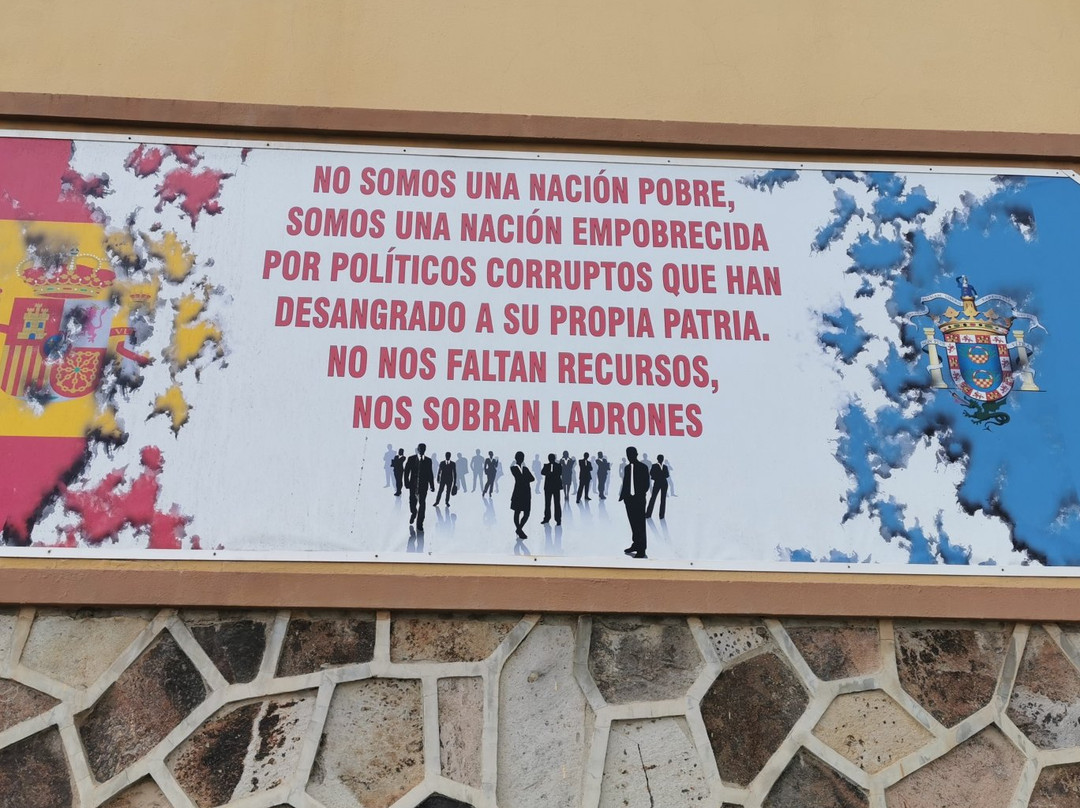 NO SOMOS UNA NACIÓN POBRE,
SOMOS UNA NACIÓN EMPOBRECIDA
POR POLÍTICOS CORRUPTOS QUE HAN
DESANGRADO A SU PROPIA PATRIA.
NO NOS FALTAN RECURSOS,
NOS SOBRAN LADRONES